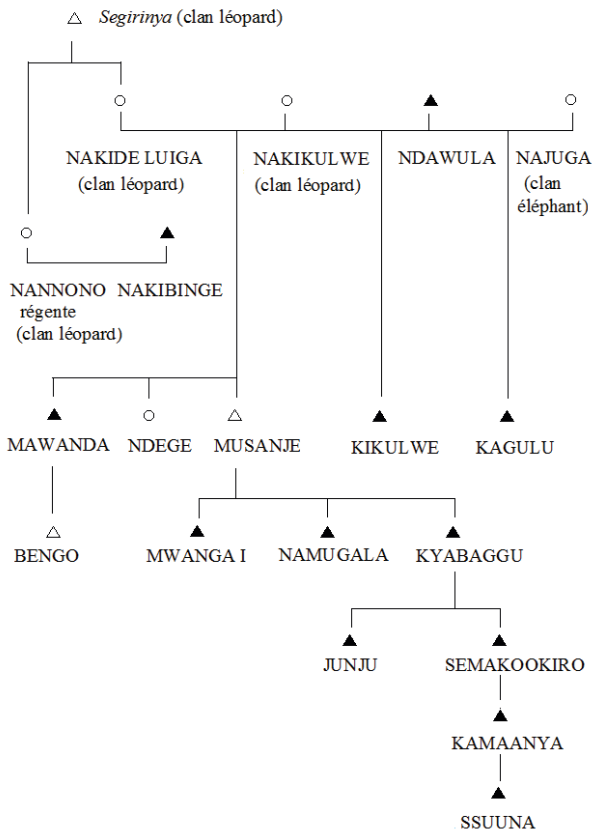 Segirinya (clan léopard)
NAKIDE LUIGA
(clan léopard)
NAKIKULWE
(clan léopard)
NDAWULA
NAJUGA
(clan
éléphant)
NANNONO
régente
(clan léopard)
NAKIBINGE
MAWANDA
NDEGE
MUSANJE
KIKULWE
KAGULU
BENGO
MWANGA I
NAMUGALA
KYABAGGU
JUNJU
SEMAKOOKIRO
KAMAANYA
SSUUNA